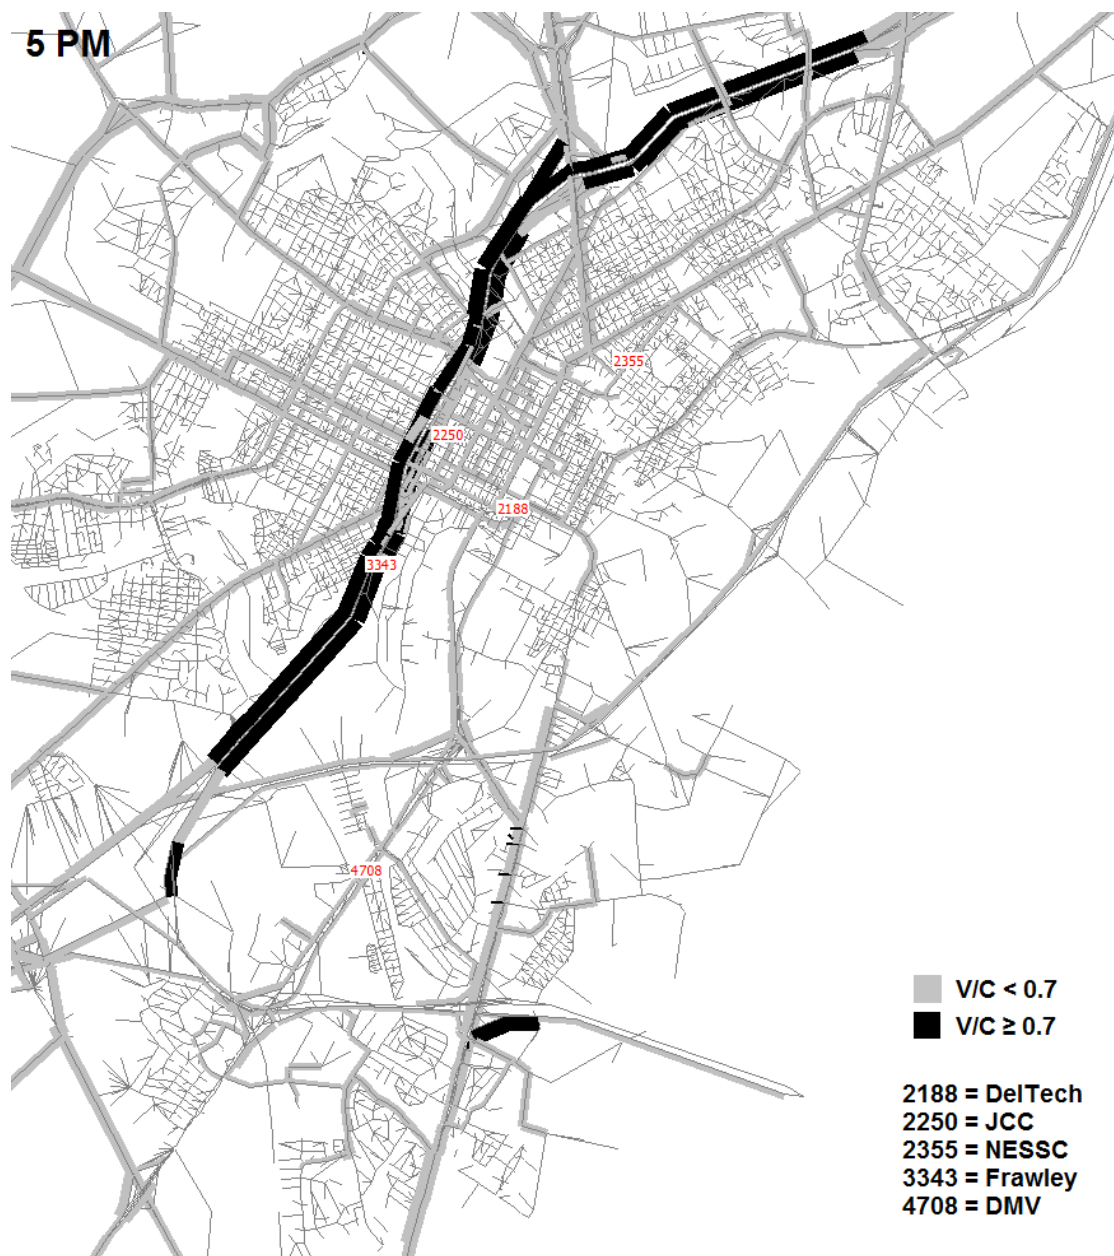 5 PM
2355
2250
2188
3343
4708
V/C < 0.7
V/C ≥ 0.7
2188 = DelTech
2250 = JCC
2355 = NESSC
3343 = Frawley
4708 = DMV